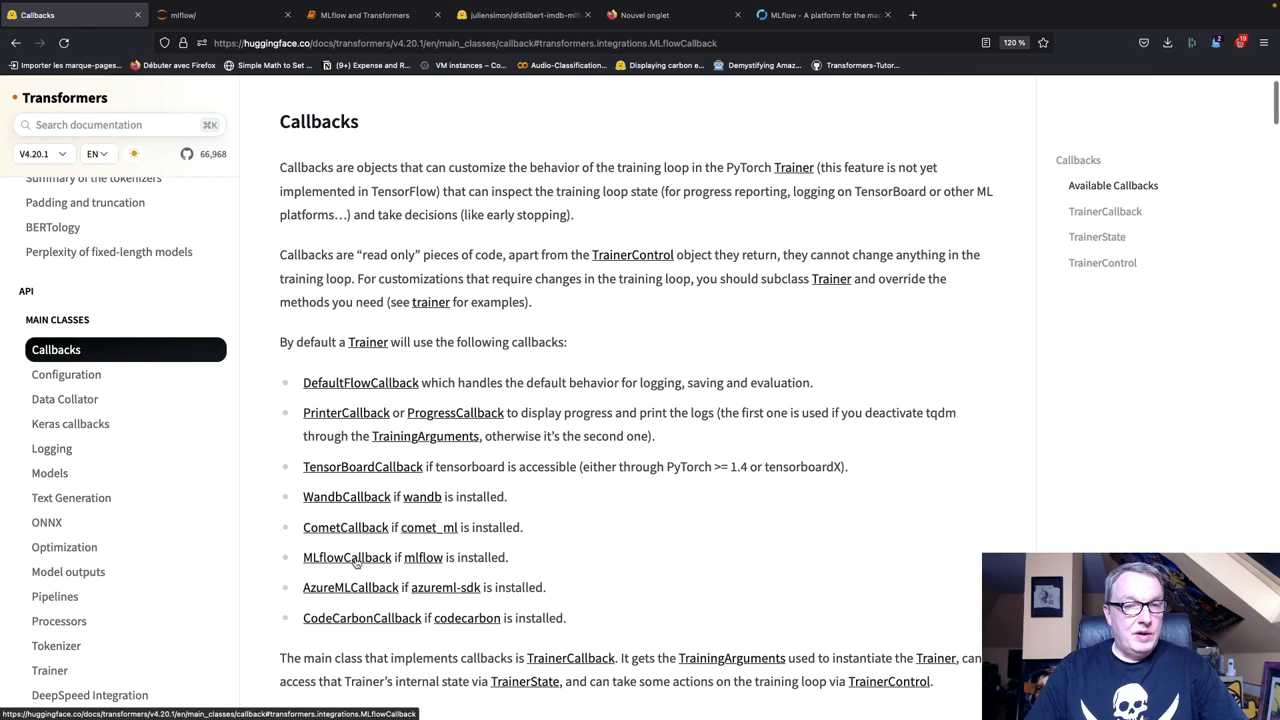 Callbacks
mlflow/
MLflow and Transformers
juliensimon/distilbert-imdb-mlf
Nouvel onglet
MLflow - A platform for the ma
https://huggingface.co/docs/transformers/v4.20.1/en/main_classes/callback#transformers.integrations.MLflowCallback
120 %
2
19
Importer les marque-pages...
Débuter avec Firefox
Simple Math to Set ...
(9+) Expense and R...
VM instances – Co...
Audio-Classification...
Displaying carbon e...
Demystifying Amaz...
Transformers-Tutor...
Transformers
Search documentation
⌘K
V4.20.1
EN
66,968
Summary of the tokenizers
Padding and truncation
BERTology
Perplexity of fixed-length models
API
MAIN CLASSES
Callbacks
Configuration
Data Collator
Keras callbacks
Logging
Models
Text Generation
ONNX
Optimization
Model outputs
Pipelines
Processors
Tokenizer
Trainer
DeepSpeed Integration
Callbacks
Callbacks are objects that can customize the behavior of the training loop in the PyTorch Trainer (this feature is not yet
implemented in TensorFlow) that can inspect the training loop state (for progress reporting, logging on TensorBoard or other ML
platforms…) and take decisions (like early stopping).
Callbacks are “read only” pieces of code, apart from the TrainerControl object they return, they cannot change anything in the
training loop. For customizations that require changes in the training loop, you should subclass Trainer and override the
methods you need (see trainer for examples).
By default a Trainer will use the following callbacks:
DefaultFlowCallback which handles the default behavior for logging, saving and evaluation.
PrinterCallback or ProgressCallback to display progress and print the logs (the first one is used if you deactivate tqdm
through the TrainingArguments, otherwise it’s the second one).
TensorBoardCallback if tensorboard is accessible (either through PyTorch >= 1.4 or tensorboardX).
WandbCallback if wandb is installed.
CometCallback if comet_ml is installed.
MLflowCallback if mlflow is installed.
AzureMLCallback if azureml-sdk is installed.
CodeCarbonCallback if codecarbon is installed.
The main class that implements callbacks is TrainerCallback. It gets the TrainingArguments used to instantiate the Trainer, can
access that Trainer’s internal state via TrainerState, and can take some actions on the training loop via TrainerControl.
Callbacks
Available Callbacks
TrainerCallback
TrainerState
TrainerControl
https://huggingface.co/docs/transformers/v4.20.1/en/main_classes/callback#transformers.integrations.MLflowCallback